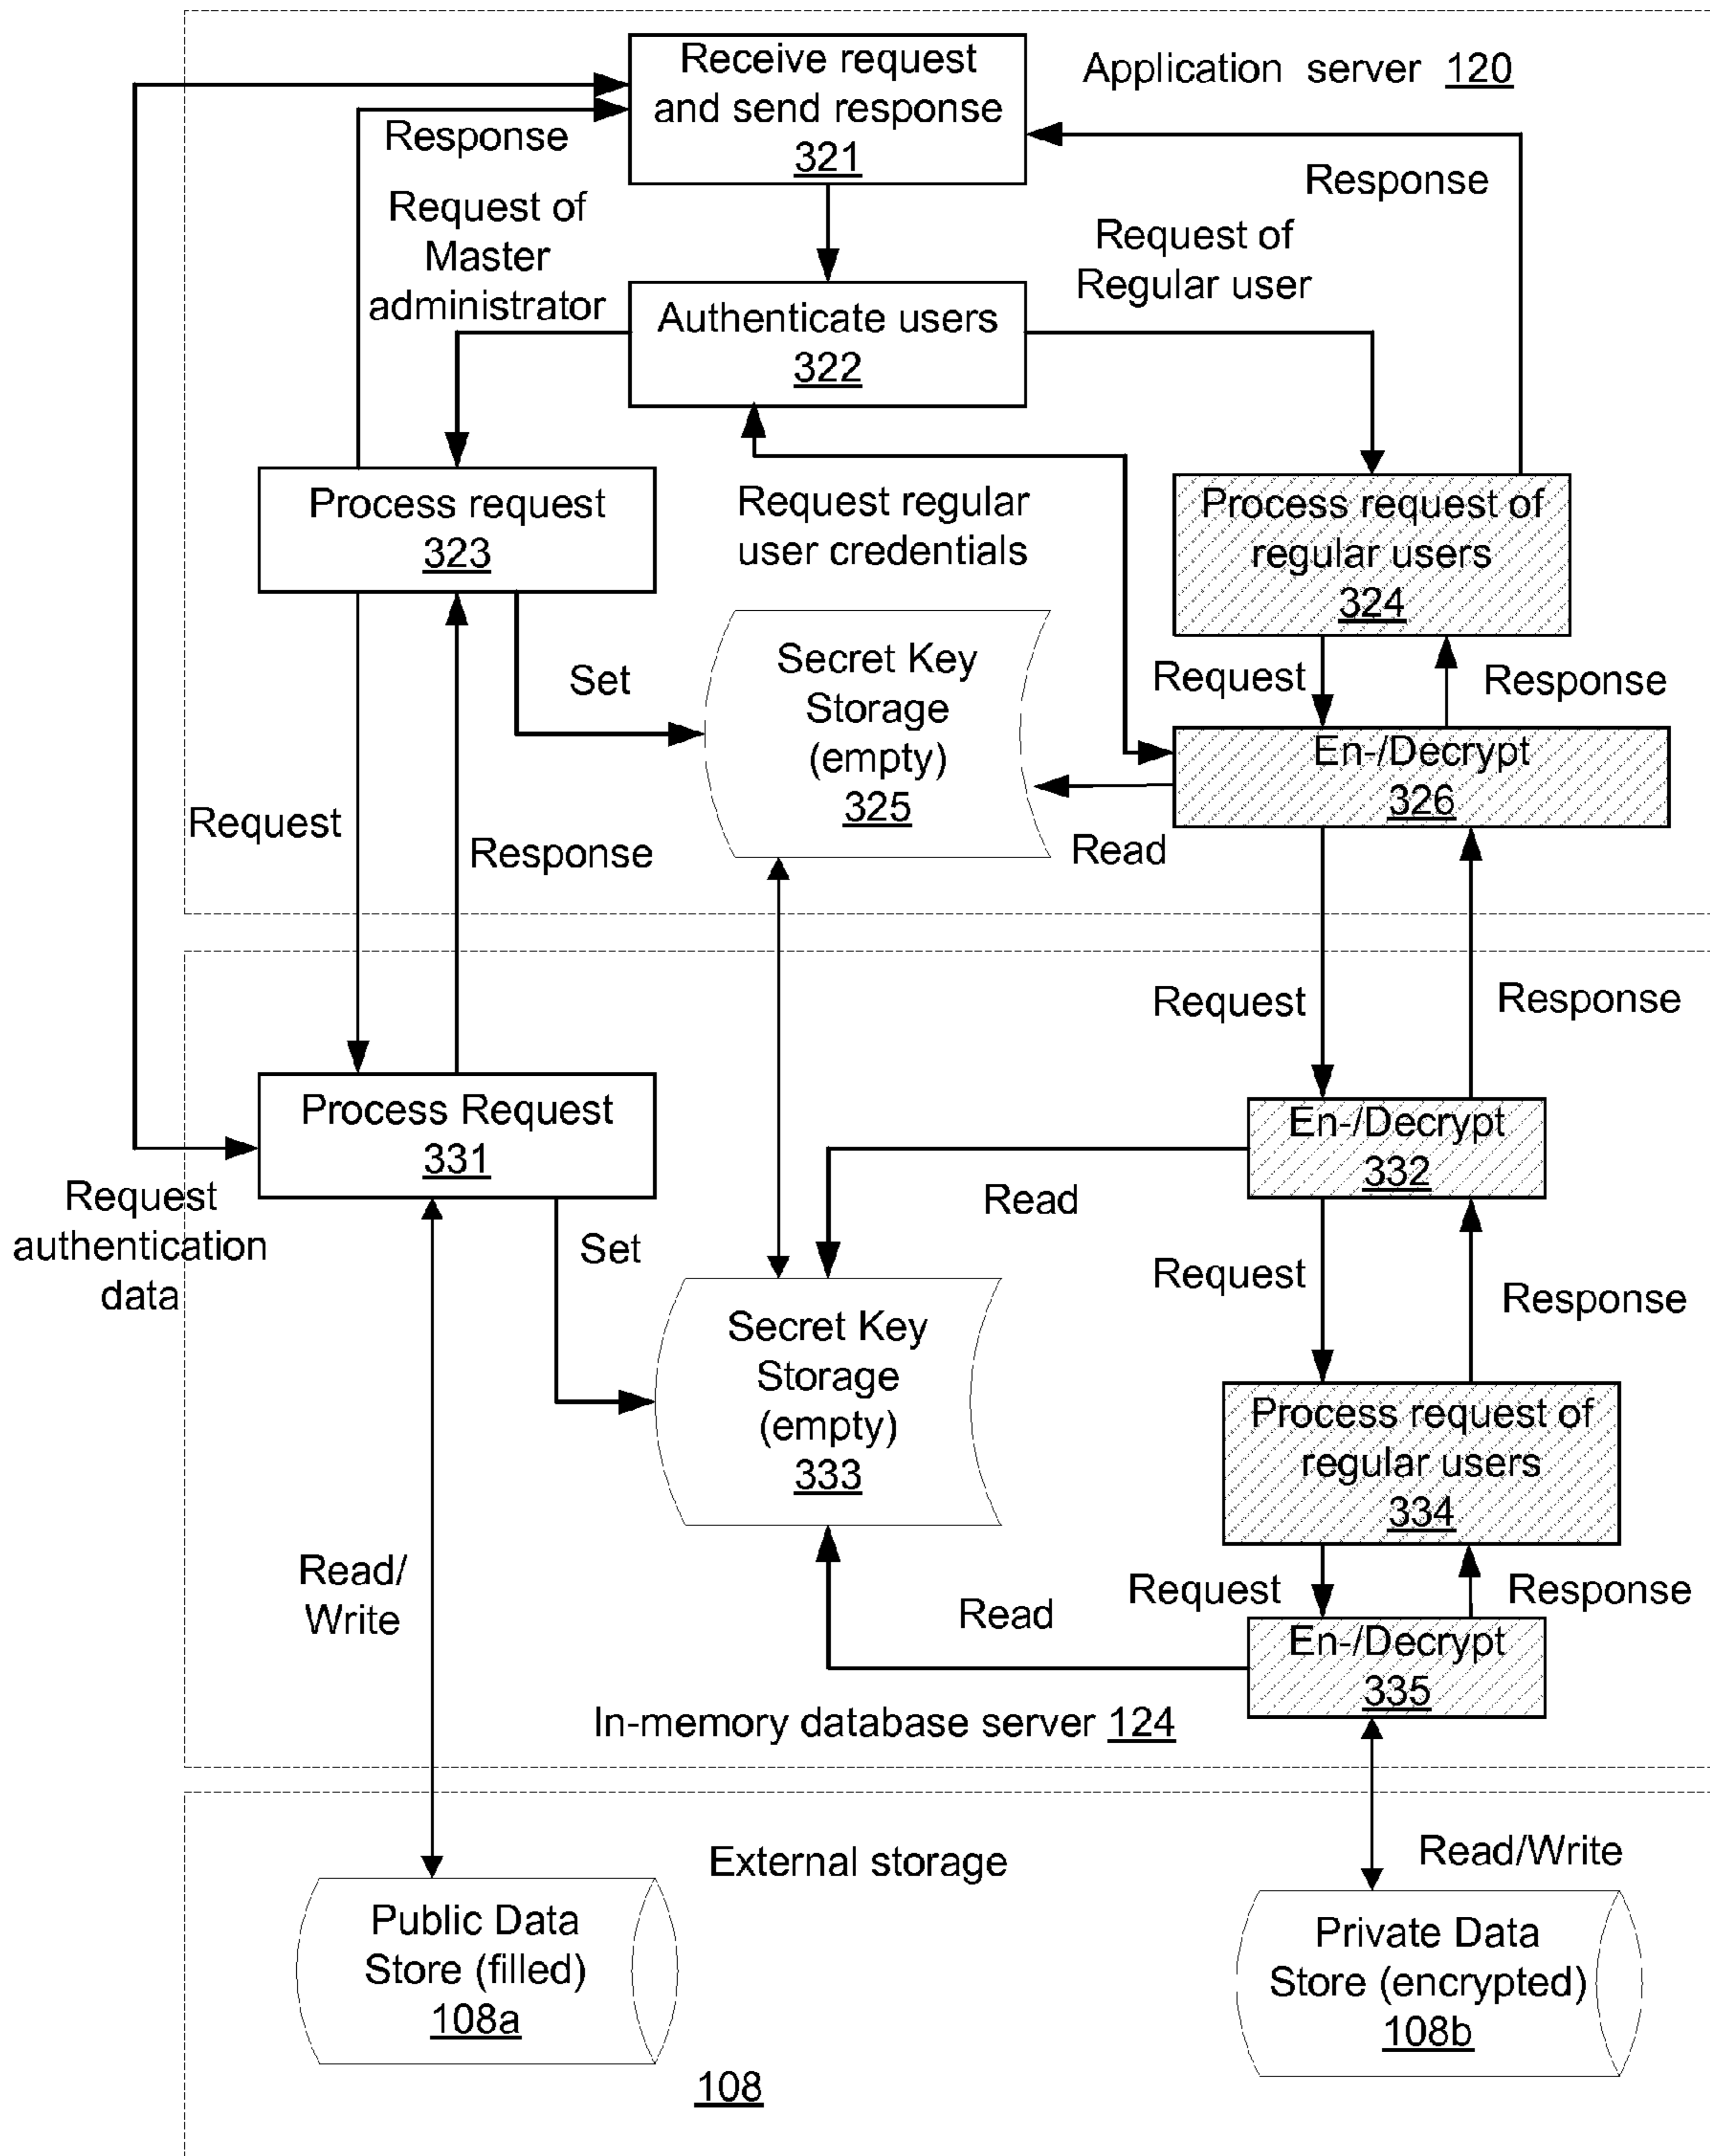 Receive request
and send response
321
Application server 120
Response
Response
Request of
Master
administrator
Request of
Regular user
Authenticate users
322
Process request
323
Request regular
user credentials
Process request of
regular users
324
Set
Secret Key
Storage
(empty)
325
Request
Response
En-/Decrypt
326
Read
Request
Response
Request
Response
Process Request
331
En-/Decrypt
332
Request
authentication
data
Set
Read
Request
Response
Secret Key
Storage
(empty)
333
Process request of
regular users
334
Read/
Write
Read
Request
Response
En-/Decrypt
335
In-memory database server 124
External storage
Read/Write
Public Data
Store (filled)
108a
Private Data
Store (encrypted)
108b
108